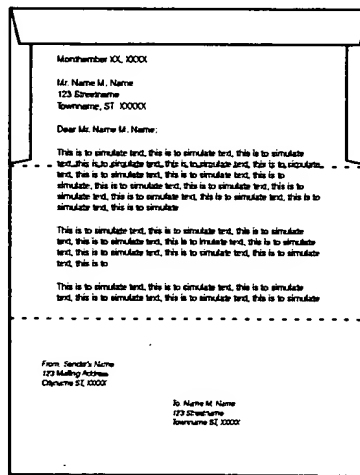 Monthember XX, XXXX
Mr. Name M. Name
123 Streetname
Townname, ST XXXXX
Dear Mr. Name M. Name:
This is to simulate text, this is to simulate text, this is to simulate
text, this is to simulate text, this is to simulate text, this is to simulate
text, this is to simulate text, this is to simulate text, this is to
simulate, this is to simulate text, this is to simulate text, this is to
simulate text, this is to simulate text, this is to simulate text, this is to
simulate text, this is to simulate
This is to simulate text, this is to simulate text, this is to simulate
text, this is to simulate text, this is to imulate text, this is to simulate
text, this is to simulate text, this is to simulate text, this is to simulate
text, this is to
This is to simulate text, this is to simulate text, this is to simulate
text, this is to simulate text, this is to simulate text, this is to simulate
From: Sender's Name
123 Mailing Address
Cityname ST, XXXXX
To: Name M. Name
123 Streetname
Townname ST, XXXXX